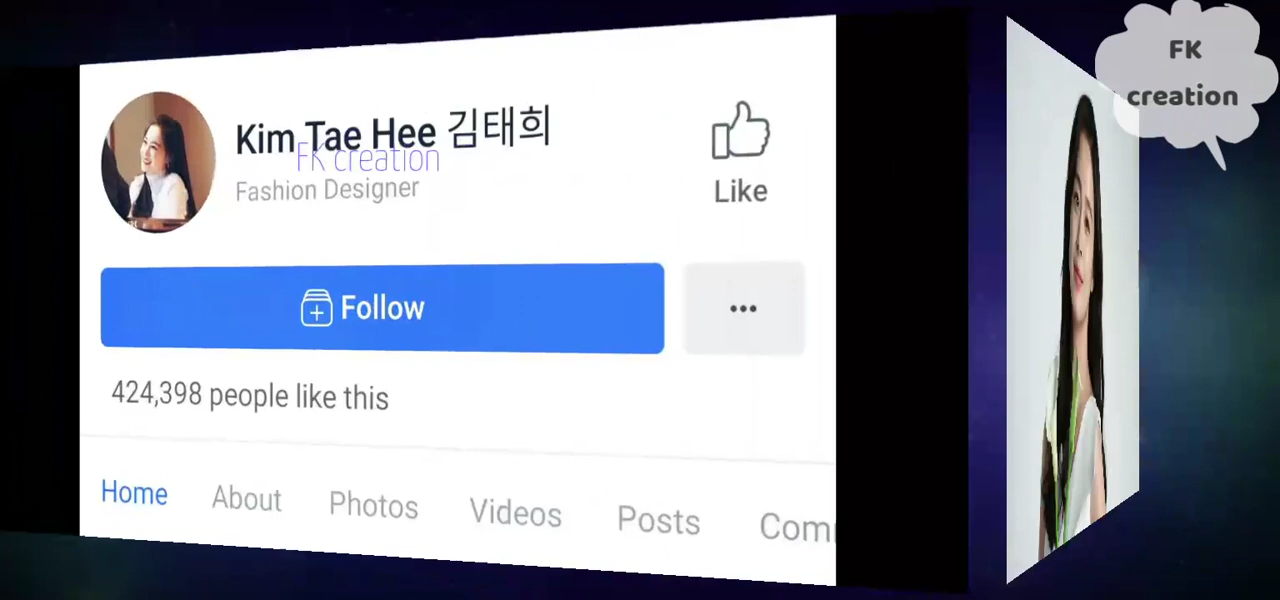 Kim Tae Hee 김태희
FK creation
Fashion Designer
Like
Follow
424,398 people like this
Home About Photos Videos Posts Com
FK
creation